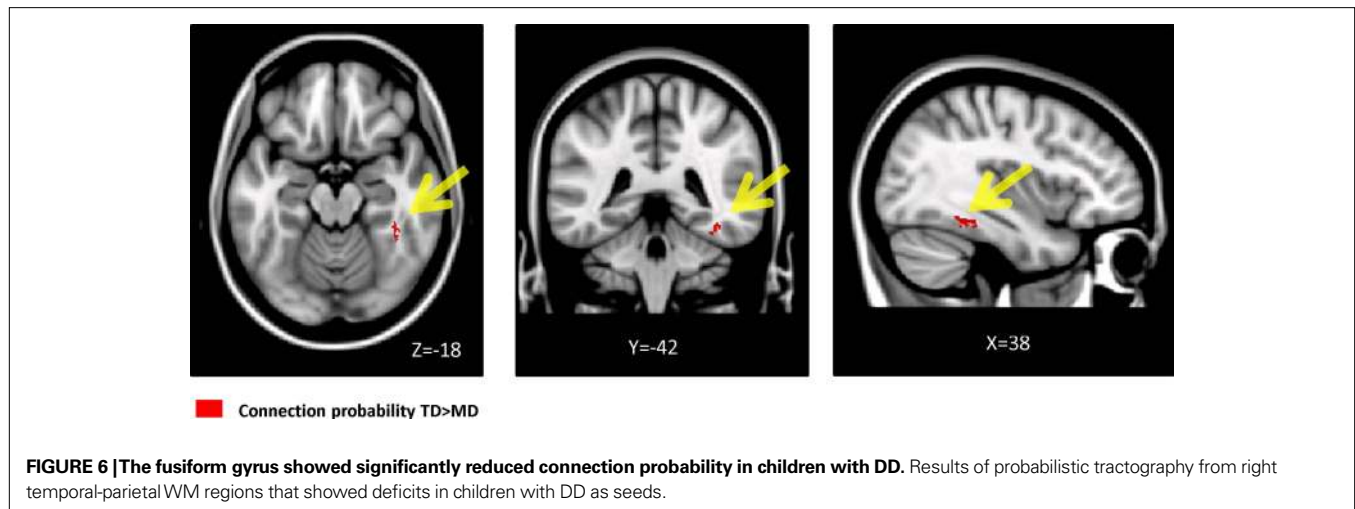 Z=-18
Y=-42
X=38
Connection probability TD>MD
FIGURE 6 | The fusiform gyrus showed significantly reduced connection probability in children with DD. Results of probabilistic tractography from right
temporal-parietal WM regions that showed deficits in children with DD as seeds.